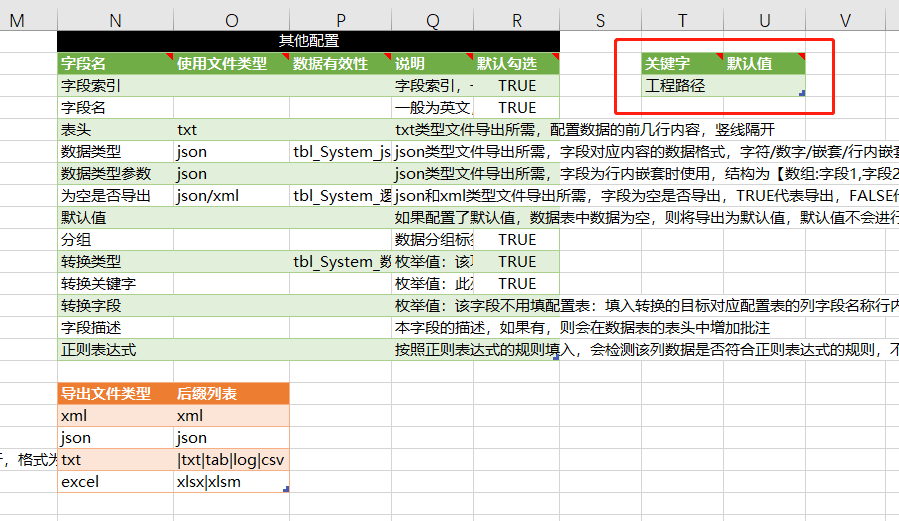 M N O P Q R S T U V
其他配置
字段名 使用文件类型 数据有效性 说明 默认勾选 关键字 默认值
字段索引 字段索引, TRUE 工程路径
字段名 一般为英文, TRUE
表头 txt txt类型文件导出所需，配置数据的前几行内容，竖线隔开
数据类型 json tbl_System_js json类型文件导出所需，字段对应内容的数据格式，字符/数字/嵌套/行内嵌套
数据类型参数 json json类型文件导出所需，字段为行内嵌套时使用，结构为【数组:字段1,字段2
为空是否导出 json/xml tbl_System_逻 json和xml类型文件导出所需，字段为空是否导出，TRUE代表导出，FALSE代
默认值 如果配置了默认值，数据表中数据为空，则将导出为默认值，默认值不会进行
分组 数据分组标签 TRUE
转换类型 tbl_System_数 枚举值：该项 TRUE
转换关键字 枚举值：此列 TRUE
转换字段 枚举值：该字段不用填配置表：填入转换的目标对应配置表的列字段名称行内
字段描述 本字段的描述，如果有，则会在数据表的表头中增加批注
正则表达式 按照正则表达式的规则填入，会检测该列数据是否符合正则表达式的规则，不
导出文件类型 后缀列表
xml xml
json json
，格式为 txt |txt|tab|log|csv
excel xlsx|xlsm